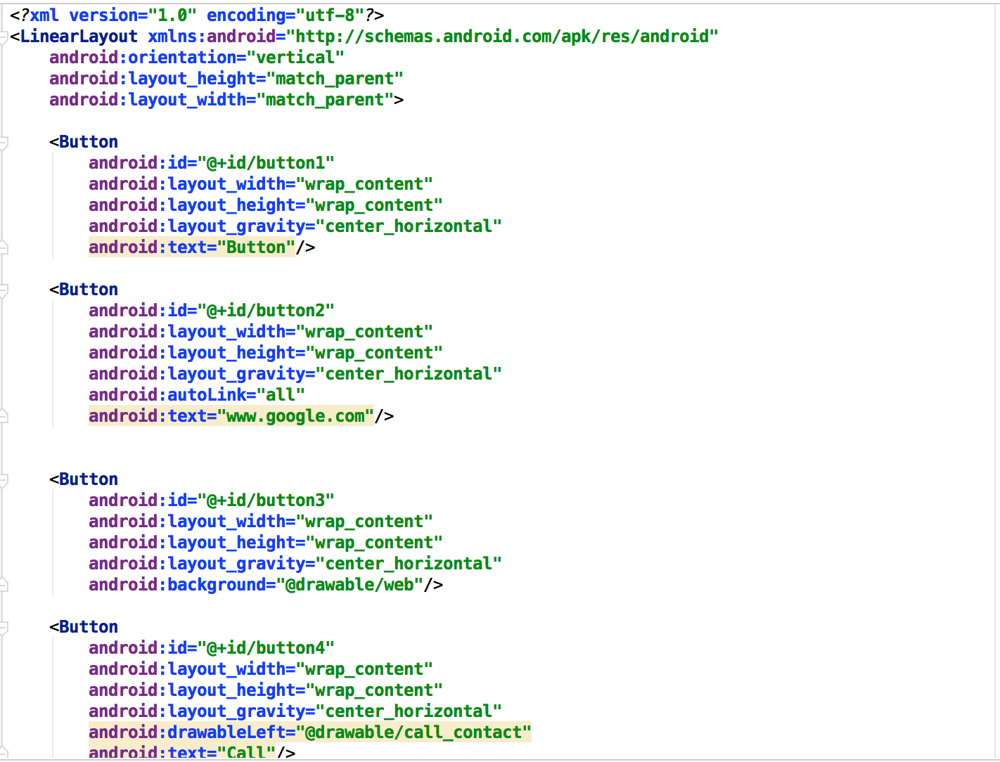 <?xml version="1.0" encoding="utf-8"?>
<LinearLayout xmlns:android="http://schemas.android.com/apk/res/android"
    android:orientation="vertical"
    android:layout_height="match_parent"
    android:layout_width="match_parent">
    <Button
        android:id="@+id/button1"
        android:layout_width="wrap_content"
        android:layout_height="wrap_content"
        android:layout_gravity="center_horizontal"
        android:text="Button"/>
    <Button
        android:id="@+id/button2"
        android:layout_width="wrap_content"
        android:layout_height="wrap_content"
        android:layout_gravity="center_horizontal"
        android:autoLink="all"
        android:text="www.google.com"/>
    <Button
        android:id="@+id/button3"
        android:layout_width="wrap_content"
        android:layout_height="wrap_content"
        android:layout_gravity="center_horizontal"
        android:background="@drawable/web"/>
    <Button
        android:id="@+id/button4"
        android:layout_width="wrap_content"
        android:layout_height="wrap_content"
        android:layout_gravity="center_horizontal"
        android:drawableLeft="@drawable/call_contact"
        android:text="Call"/>